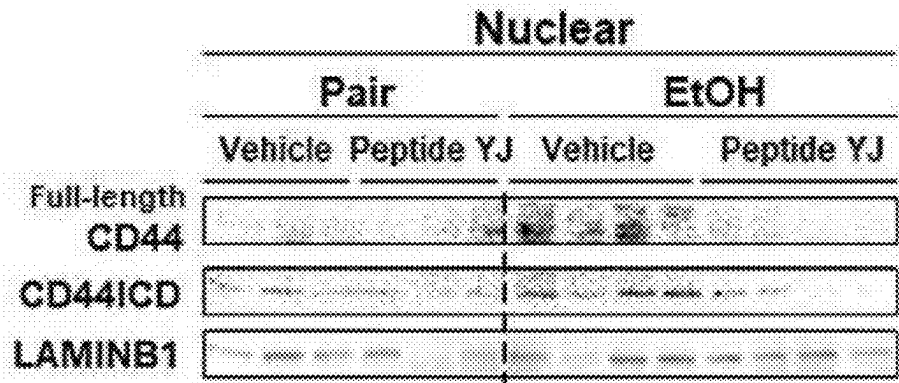 Nuclear
Pair EtOH
Vehicle Peptide YJ Vehicle Peptide YJ
Full-length
CD44
CD44ICD
LAMINB1